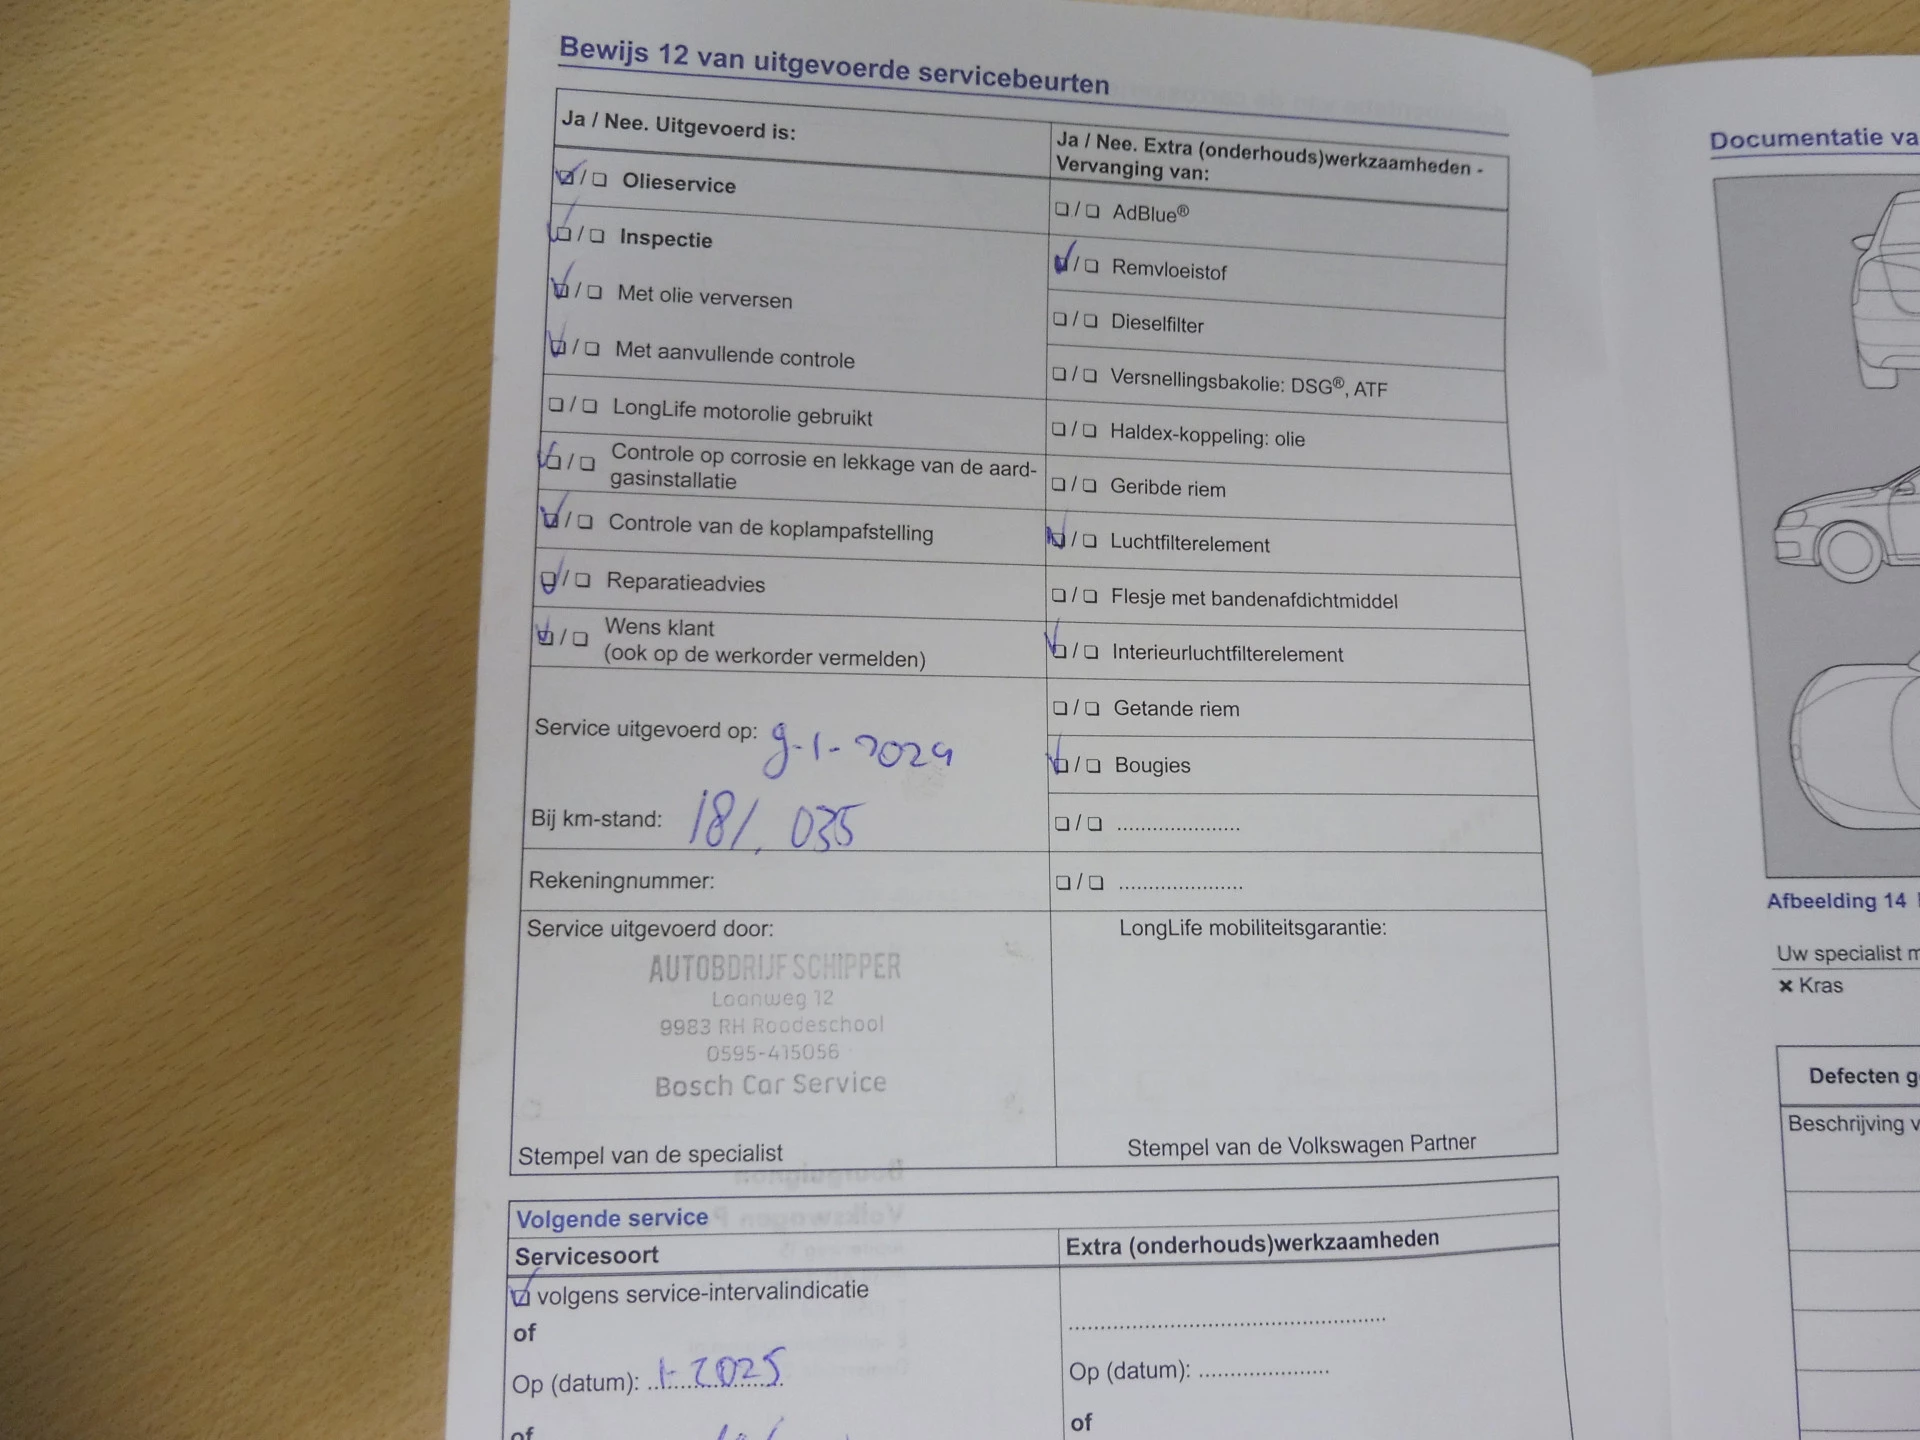 Bewijs 12 van uitgevoerde servicebeurten
Ja / Nee. Uitgevoerd is:
☑ / ☐ Olieservice
☑ / ☐ Inspectie
☑ / ☐ Met olie verversen
☑ / ☐ Met aanvullende controle
☐ / ☐ LongLife motorolie gebruikt
☑ / ☐ Controle op corrosie en lekkage van de aard-
gasinstallatie
☑ / ☐ Controle van de koplampafstelling
☑ / ☐ Reparatieadvies
☑ / ☐ Wens klant
(ook op de werkorder vermelden)
Service uitgevoerd op: 9-1-2024
Bij km-stand: 181.035
Rekeningnummer:
Service uitgevoerd door:
AUTOBDRIJF SCHIPPER
Laanweg 12
9983 RH Roodeschool
0595-415056
Bosch Car Service
Stempel van de specialist
Ja / Nee. Extra (onderhouds)werkzaamheden -
Vervanging van:
☐ / ☐ AdBlue®
☑ / ☐ Remvloeistof
☐ / ☐ Dieselfilter
☐ / ☐ Versnellingsbakolie: DSG®, ATF
☐ / ☐ Haldex-koppeling: olie
☐ / ☐ Geribde riem
☑ / ☐ Luchtfilterelement
☐ / ☐ Flesje met bandenafdichtmiddel
☑ / ☐ Interieurluchtfilterelement
☐ / ☐ Getande riem
☑ / ☐ Bougies
☐ / ☐ .....................
☐ / ☐ .....................
LongLife mobiliteitsgarantie:
Stempel van de Volkswagen Partner
Volgende service
Servicesoort
☑ volgens service-intervalindicatie
of
Op (datum): 1-2025
of
Extra (onderhouds)werkzaamheden
.....................................................
Op (datum): ......................
of
Documentatie va
Afbeelding 14
Uw specialist m
× Kras
Defecten g
Beschrijving v